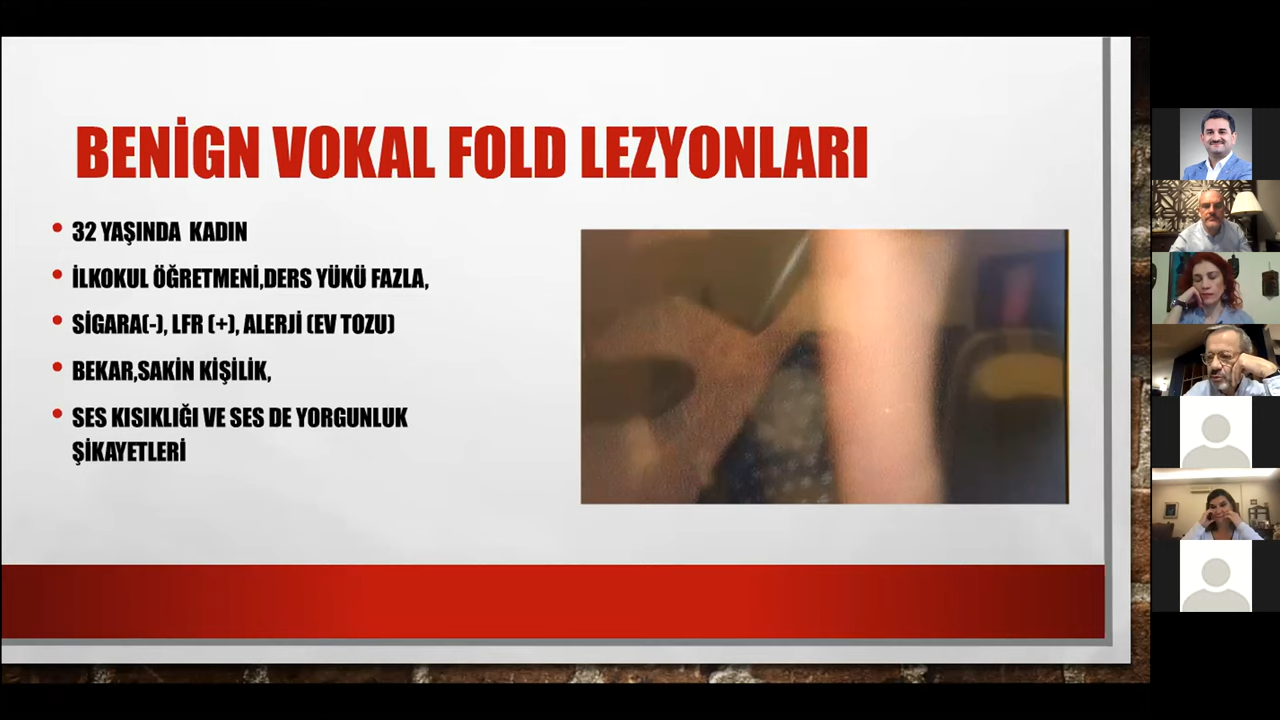 BENİGN VOKAL FOLD LEZYONLARI
• 32 YAŞINDA KADIN
• İLKOKUL ÖĞRETMENİ,DERS YÜKÜ FAZLA,
• SİGARA(-), LFR (+), ALERJİ (EV TOZU)
• BEKAR,SAKİN KİŞİLİK,
• SES KISIKLIĞI VE SES DE YORGUNLUK
ŞİKAYETLERİ